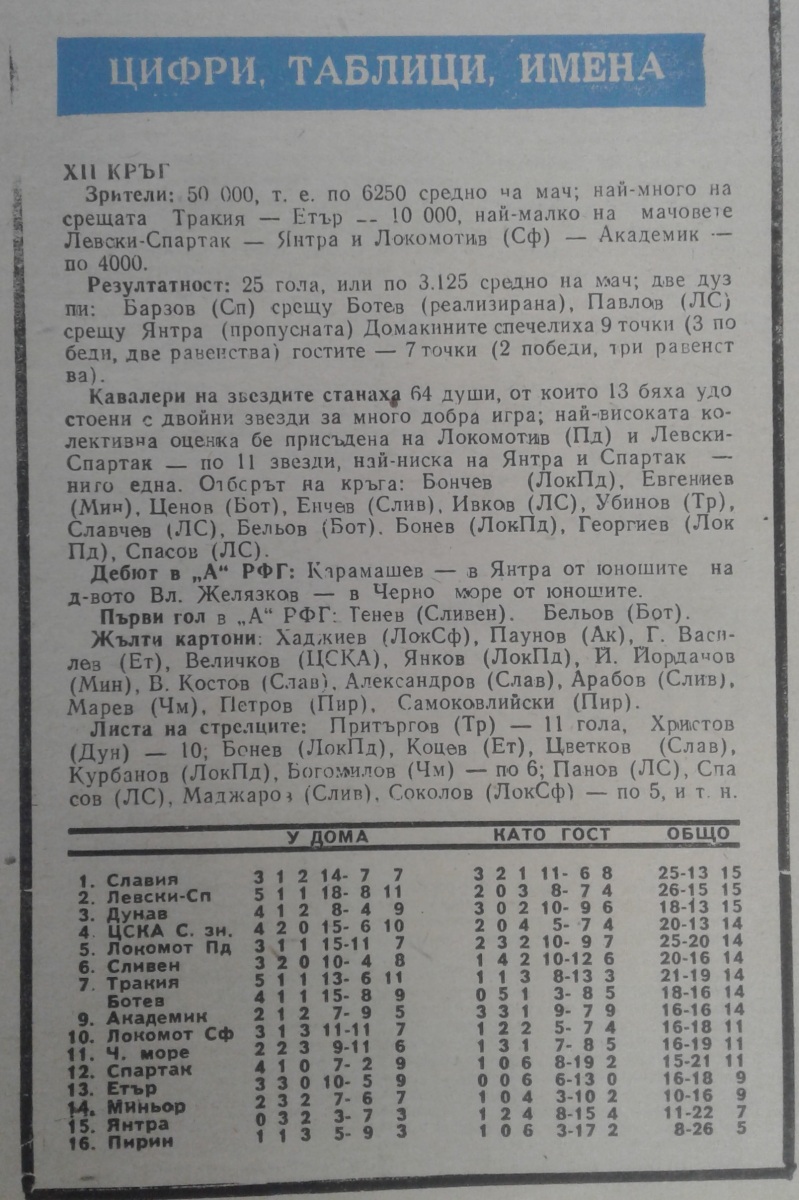 ЦИФРИ, ТАБЛИЦИ, ИМЕНА
XII КРЪГ
Зрители: 50 000, т. е. по 6250 средно на мач; най-много на
срещата Тракия — Етър — 10 000, най-малко на мачовете
Левски-Спартак — Янтра и Локомотив (Сф) — Академик —
по 4000.
Резултатност: 25 гола, или по 3.125 средно на мач; две дуз
пи: Барзов (Сп) срещу Ботев (реализирана), Павлов (ЛС)
срещу Янтра (пропусната) Домакините спечелиха 9 точки (3 по
беди, две равенства) гостите — 7 точки (2 победи, три равенст
ва).
Кавалери на звездите станаха 64 души, от които 13 бяха удо
стоени с двойни звезди за много добра игра; най-високата ко-
лективна оценка бе присъдена на Локомотив (Пд) и Левски-
Спартак — по 11 звезди, най-ниска на Янтра и Спартак —
нито една. Отборът на кръга: Бончев (ЛокПд), Евгениев
(Мин), Ценов (Бот), Енчев (Слив), Ивков (ЛС), Убинов (Тр),
Славчев (ЛС), Бельов (Бот). Бонев (ЛокПд), Георгиев (Лок
Пд), Спасов (ЛС).
Дебют в „А“ РФГ: Карамашев — в Янтра от юношите на
д-вото Вл. Желязков — в Черно море от юношите.
Първи гол в „А“ РФГ: Тенев (Сливен). Бельов (Бот).
Жълти картони: Хаджиев (ЛокСф), Паунов (Ак), Г. Васи-
лев (Ет), Величков (ЦСКА), Янков (ЛокПд), Й. Йорданов
(Мин), В. Костов (Слав), Александров (Слав), Арабов (Слив),
Марев (Чм), Петров (Пир), Самоковлийски (Пир).
Листа на стрелците: Притъргов (Тр) — 11 гола, Христов
(Дун) — 10; Бонев (ЛокПд), Коцев (Ет), Цветков (Слав),
Курбанов (ЛокПд), Богомилов (Чм) — по 6; Панов (ЛС), Спа
сов (ЛС), Маджаров (Слив), Соколов (ЛокСф) — по 5, и т. н.
У ДОМА КАТО ГОСТ ОБЩО
1. Славия 3 1 2 14- 7 7 3 2 1 11- 6 8 25-13 15
2. Левски-Сп 5 1 1 18- 8 11 2 0 3 8- 7 4 26-15 15
3. Дунав 4 1 2 8- 4 9 3 0 2 10- 9 6 18-13 15
4. ЦСКА С. зн. 4 2 0 15- 6 10 2 0 4 5- 7 4 20-13 14
5. Локомот Пд 3 1 1 15-11 7 2 3 2 10- 9 7 25-20 14
6. Сливен 3 2 0 10- 4 8 1 4 2 10-12 6 20-16 14
7. Тракия 5 1 1 13- 6 11 1 1 3 8-13 3 21-19 14
Ботев 4 1 1 15- 8 9 0 5 1 3- 8 5 18-16 14
9. Академик 2 1 2 7- 9 5 3 3 1 9- 7 9 16-16 14
10. Локомот Сф 3 1 3 11-11 7 1 2 2 5- 7 4 16-18 11
11. Ч. море 2 2 3 9-11 6 1 3 1 7- 8 5 16-19 11
12. Спартак 4 1 0 7- 2 9 1 0 6 8-19 2 15-21 11
13. Етър 3 3 0 10- 5 9 0 0 6 6-13 0 16-18 9
14. Миньор 2 3 2 7- 6 7 1 0 4 3-10 2 10-16 9
15. Янтра 0 3 2 3- 7 3 1 2 4 8-15 4 11-22 7
16. Пирин 1 1 3 5- 9 3 1 0 6 3-17 2 8-26 5